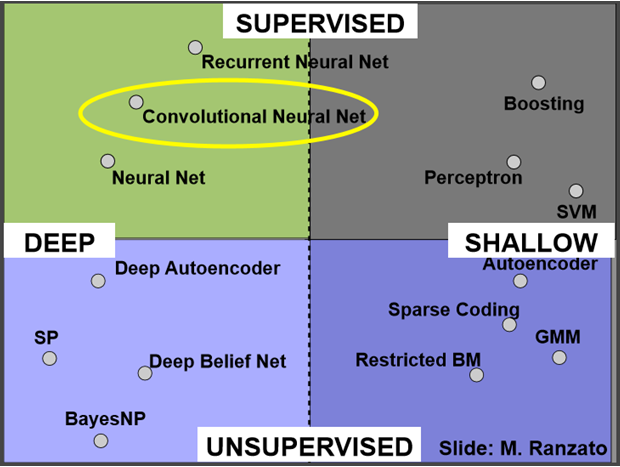 SUPERVISED
Recurrent Neural Net
Convolutional Neural Net
Neural Net
Boosting
Perceptron
SVM
DEEP
SHALLOW
Deep Autoencoder
SP
Deep Belief Net
BayesNP
Autoencoder
Sparse Coding
GMM
Restricted BM
UNSUPERVISED
Slide: M. Ranzato